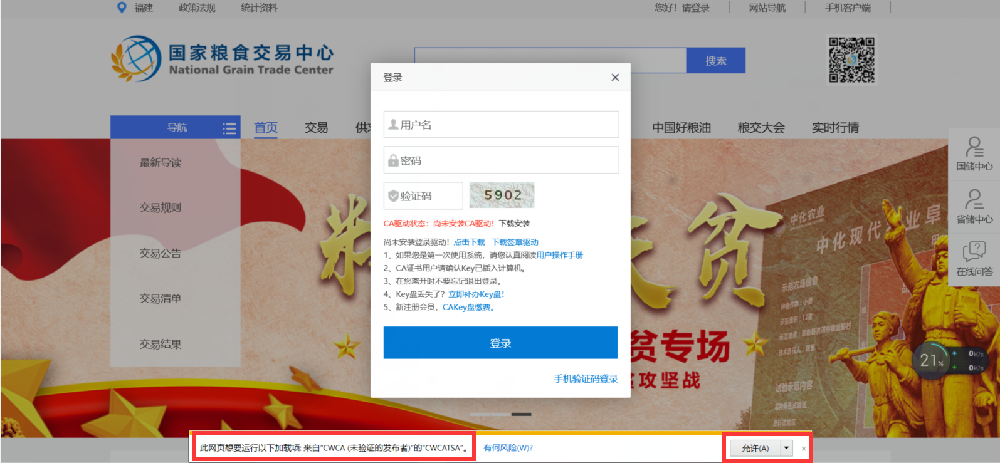 福建 政策法规 统计资料 您好！请登录 网站导航 手机客户端
国家粮食交易中心
National Grain Trade Center
搜索
导航 首页 交易 供 中国好粮油 粮交大会 实时行情
最新导读
交易规则
交易公告
交易清单
交易结果
登录 ×
用户名
密码
验证码 5902
CA驱动状态：尚未安装CA驱动！下载安装
尚未安装登录驱动！点击下载 下载签章驱动
1、如果您是第一次使用系统，请您认真阅读用户操作手册
2、CA证书用户请确认Key已插入计算机。
3、在您离开时不要忘记退出登录。
4、Key盘丢失了？立即补办Key盘！
5、新注册会员，CAKey盘缴费。
登录
手机验证码登录
贫
中化农业
中化现代 业阜
示范农场信息
贫专场
攻坚战
试验示范内容
国储中心
省储中心
在线问答
21% 0K/s
0K/s
此网页想要运行以下加载项: 来自“CWCA (未验证的发布者)”的“CWCATSA”。 有何风险(W)? 允许(A) ×